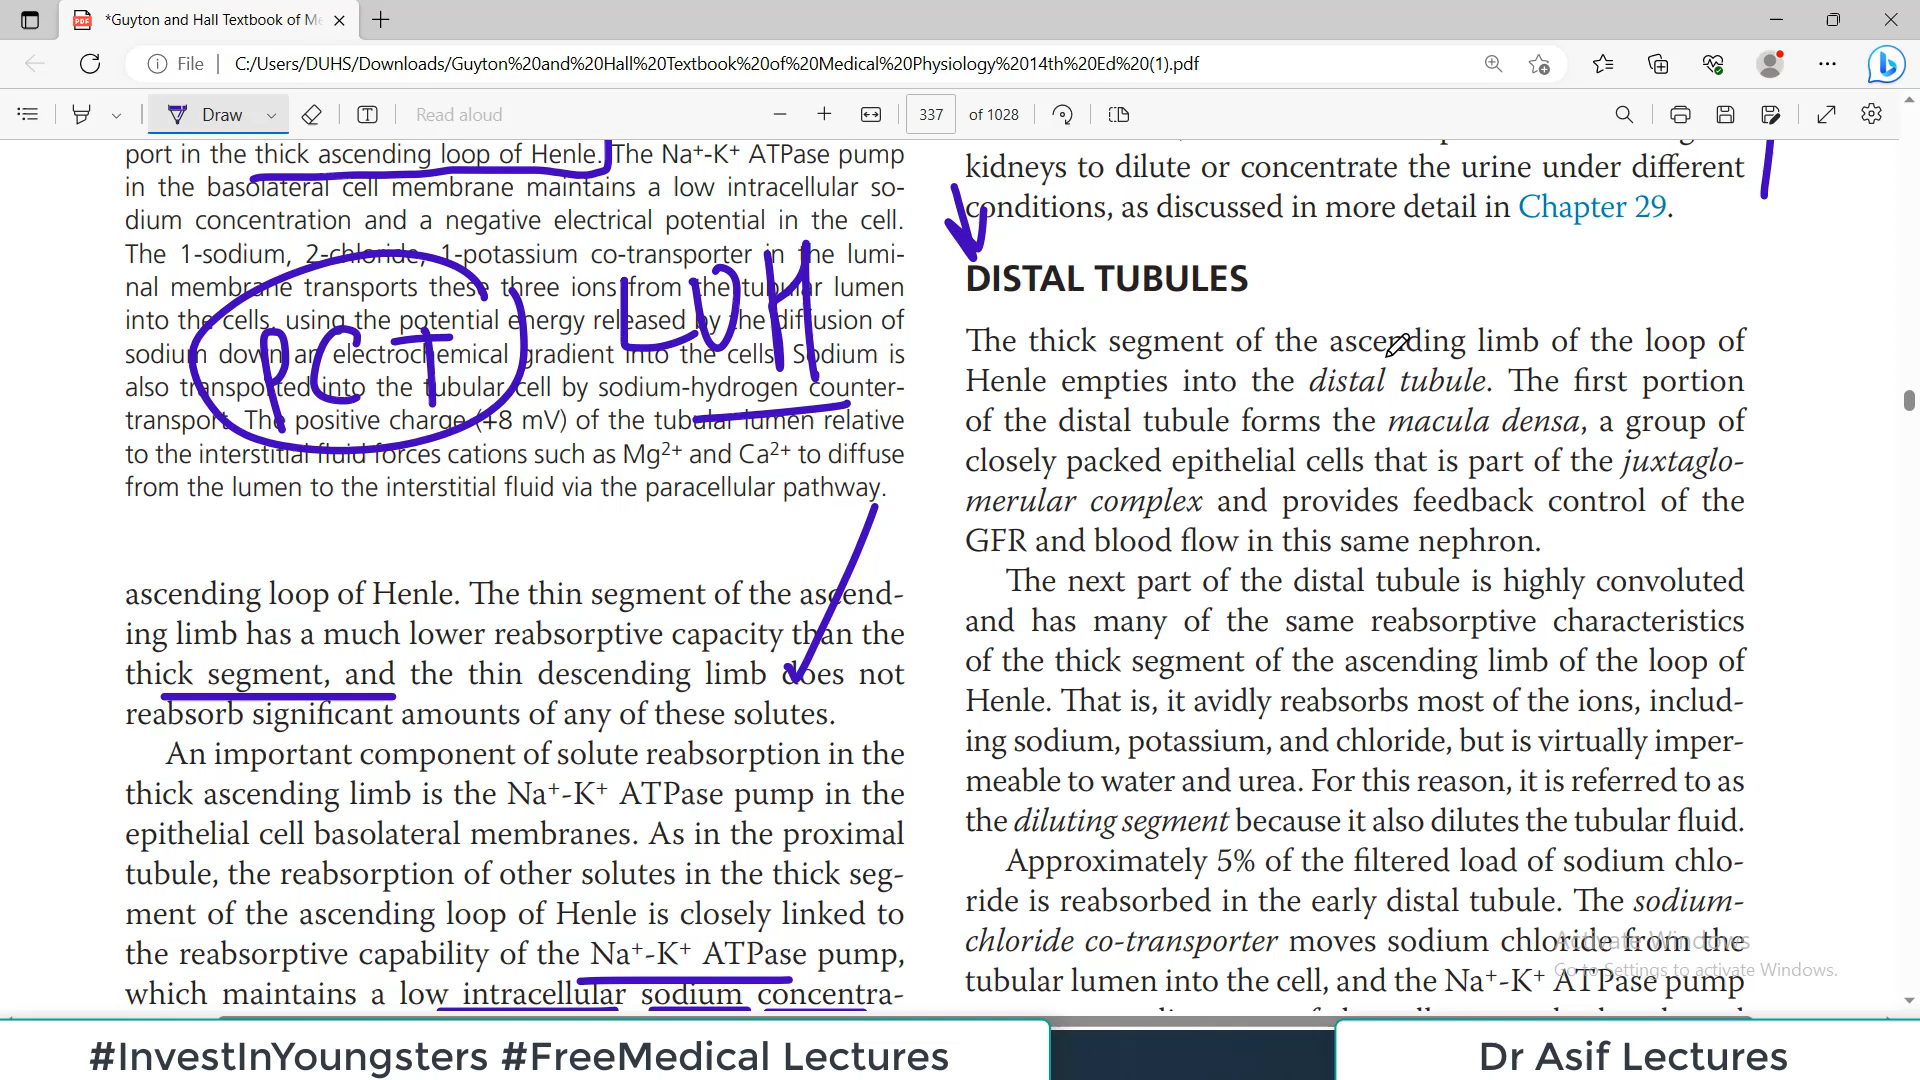 *Guyton and Hall Textbook of Me
File
C:/Users/DUHS/Downloads/Guyton%20and%20Hall%20Textbook%20of%20Medical%20Physiology%2014th%20Ed%20(1).pdf
Draw
Read aloud
337
of 1028
port in the thick ascending loop of Henle. The Na⁺-K⁺ ATPase pump
in the basolateral cell membrane maintains a low intracellular so-
dium concentration and a negative electrical potential in the cell.
The 1-sodium, 2-chloride, 1-potassium co-transporter in the lumi-
nal membrane transports these three ions from the tubular lumen
into the cells, using the potential energy released by the diffusion of
sodium down an electrochemical gradient into the cells. Sodium is
also transported into the tubular cell by sodium-hydrogen counter-
transport. The positive charge (+8 mV) of the tubular lumen relative
to the interstitial fluid forces cations such as Mg²⁺ and Ca²⁺ to diffuse
from the lumen to the interstitial fluid via the paracellular pathway.
PCT
LOH
ascending loop of Henle. The thin segment of the ascend-
ing limb has a much lower reabsorptive capacity than the
thick segment, and the thin descending limb does not
reabsorb significant amounts of any of these solutes.
An important component of solute reabsorption in the
thick ascending limb is the Na⁺-K⁺ ATPase pump in the
epithelial cell basolateral membranes. As in the proximal
tubule, the reabsorption of other solutes in the thick seg-
ment of the ascending loop of Henle is closely linked to
the reabsorptive capability of the Na⁺-K⁺ ATPase pump,
which maintains a low intracellular sodium concentra-
kidneys to dilute or concentrate the urine under different
conditions, as discussed in more detail in Chapter 29.
DISTAL TUBULES
The thick segment of the ascending limb of the loop of
Henle empties into the distal tubule. The first portion
of the distal tubule forms the macula densa, a group of
closely packed epithelial cells that is part of the juxtaglo-
merular complex and provides feedback control of the
GFR and blood flow in this same nephron.
The next part of the distal tubule is highly convoluted
and has many of the same reabsorptive characteristics
of the thick segment of the ascending limb of the loop of
Henle. That is, it avidly reabsorbs most of the ions, includ-
ing sodium, potassium, and chloride, but is virtually imper-
meable to water and urea. For this reason, it is referred to as
the diluting segment because it also dilutes the tubular fluid.
Approximately 5% of the filtered load of sodium chlo-
ride is reabsorbed in the early distal tubule. The sodium-
chloride co-transporter moves sodium chloride from the
tubular lumen into the cell, and the Na⁺-K⁺ ATPase pump
Activate Windows
Go to Settings to activate Windows.
#InvestInYoungsters #FreeMedical Lectures
Dr Asif Lectures